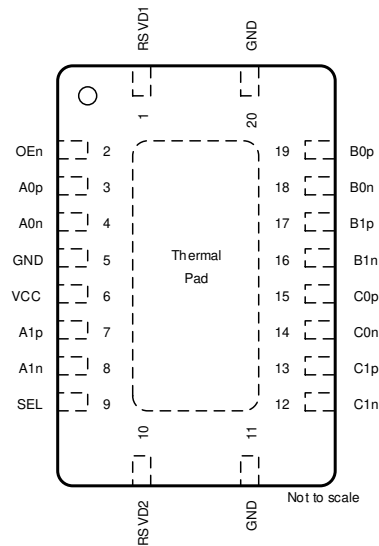 RSVD1
GND
1
20
OEn 2 19 B0p
A0p 3 18 B0n
A0n 4 17 B1p
GND 5 16 B1n
VCC 6 15 C0p
A1p 7 14 C0n
A1n 8 13 C1p
SEL 9 12 C1n
Thermal
Pad
10
11
RSVD2
GND
Not to scale